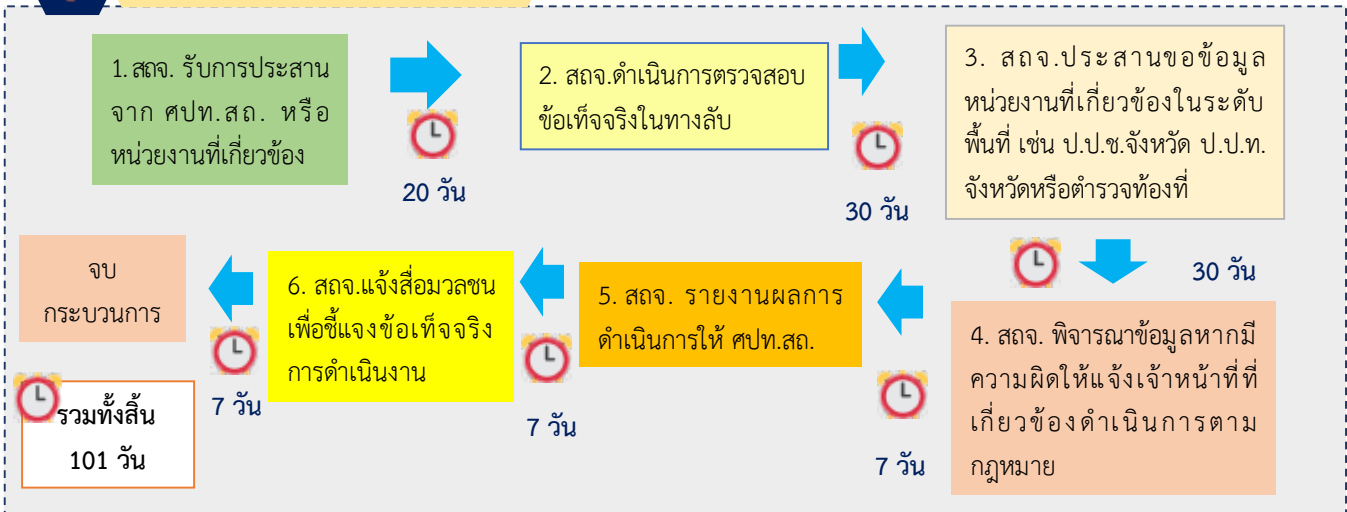 1. สถจ. รับการประสาน
จาก ศปท.สถ. หรือ
หน่วยงานที่เกี่ยวข้อง
20 วัน
2. สถจ.ดำเนินการตรวจสอบ
ข้อเท็จจริงในทางลับ
30 วัน
3. สถจ.ประสานขอข้อมูล
หน่วยงานที่เกี่ยวข้องในระดับ
พื้นที่ เช่น ป.ป.ช.จังหวัด ป.ป.ท.
จังหวัดหรือตำรวจท้องที่
30 วัน
4. สถจ. พิจารณาข้อมูลหากมี
ความผิดให้แจ้งเจ้าหน้าที่ที่
เกี่ยวข้องดำเนินการตาม
กฎหมาย
7 วัน
5. สถจ. รายงานผลการ
ดำเนินการให้ ศปท.สถ.
7 วัน
6. สถจ.แจ้งสื่อมวลชน
เพื่อชี้แจงข้อเท็จจริง
การดำเนินงาน
7 วัน
จบ
กระบวนการ
รวมทั้งสิ้น
101 วัน